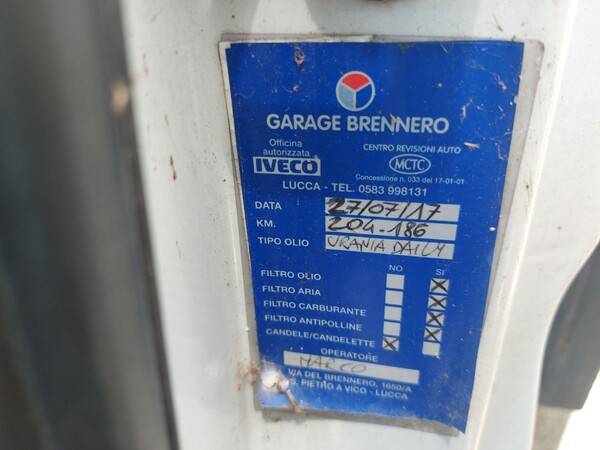 GARAGE BRENNERO
Officina autorizzata
IVECO
CENTRO REVISIONI AUTO
MCTC
Concessione n. 033 del 17-01-01
LUCCA - TEL. 0583 998131
DATA 27/07/17
KM. 204.186
TIPO OLIO URANIA DAILY
NO SI
FILTRO OLIO X
FILTRO ARIA X
FILTRO CARBURANTE X
FILTRO ANTIPOLLINE X
CANDELE/CANDELETTE X
OPERATORE
MARCO
VIA DEL BRENNERO, 1650/A
S. PIETRO A VICO - LUCCA